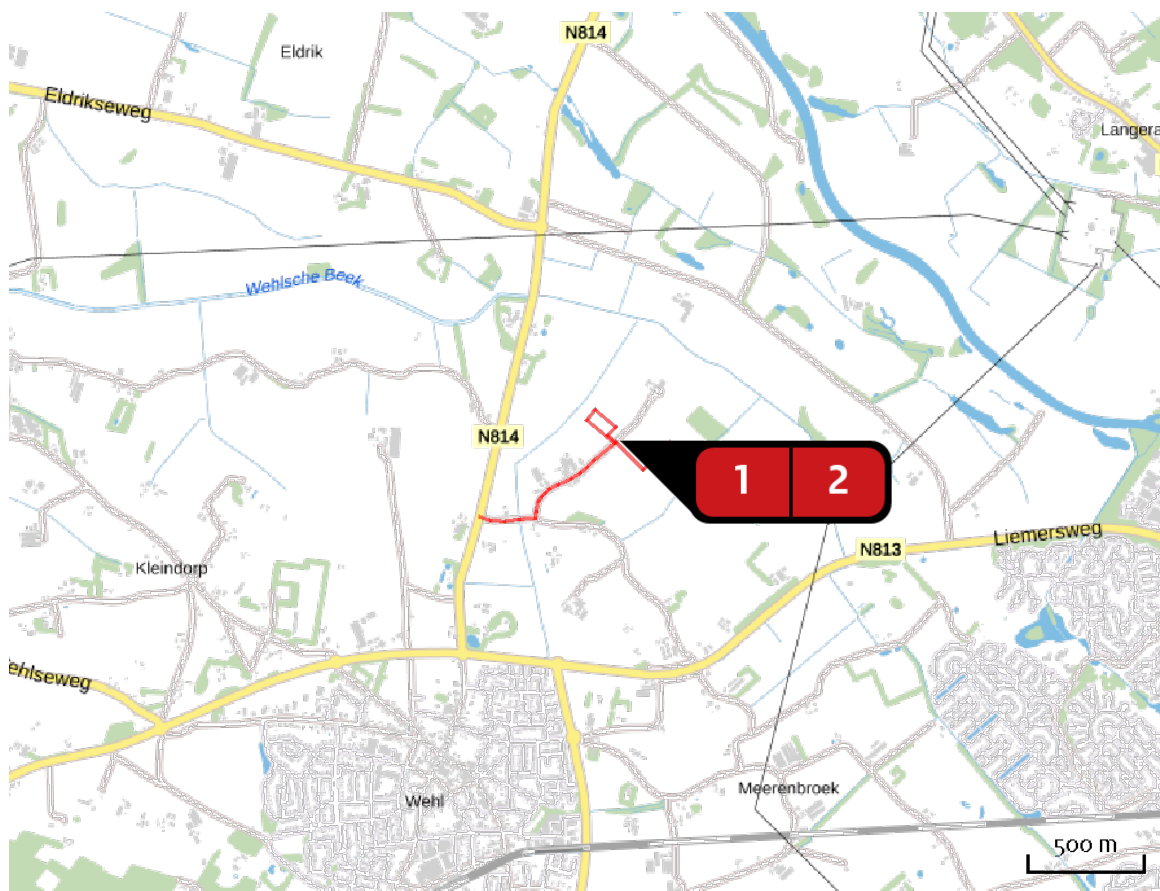 N814
Eldrik
Eldrikseweg
Langera
Wehlsche Beek
N814
1 2
N813
Liemersweg
Kleindorp
ehlseweg
Meerenbroek
Wehl
500 m